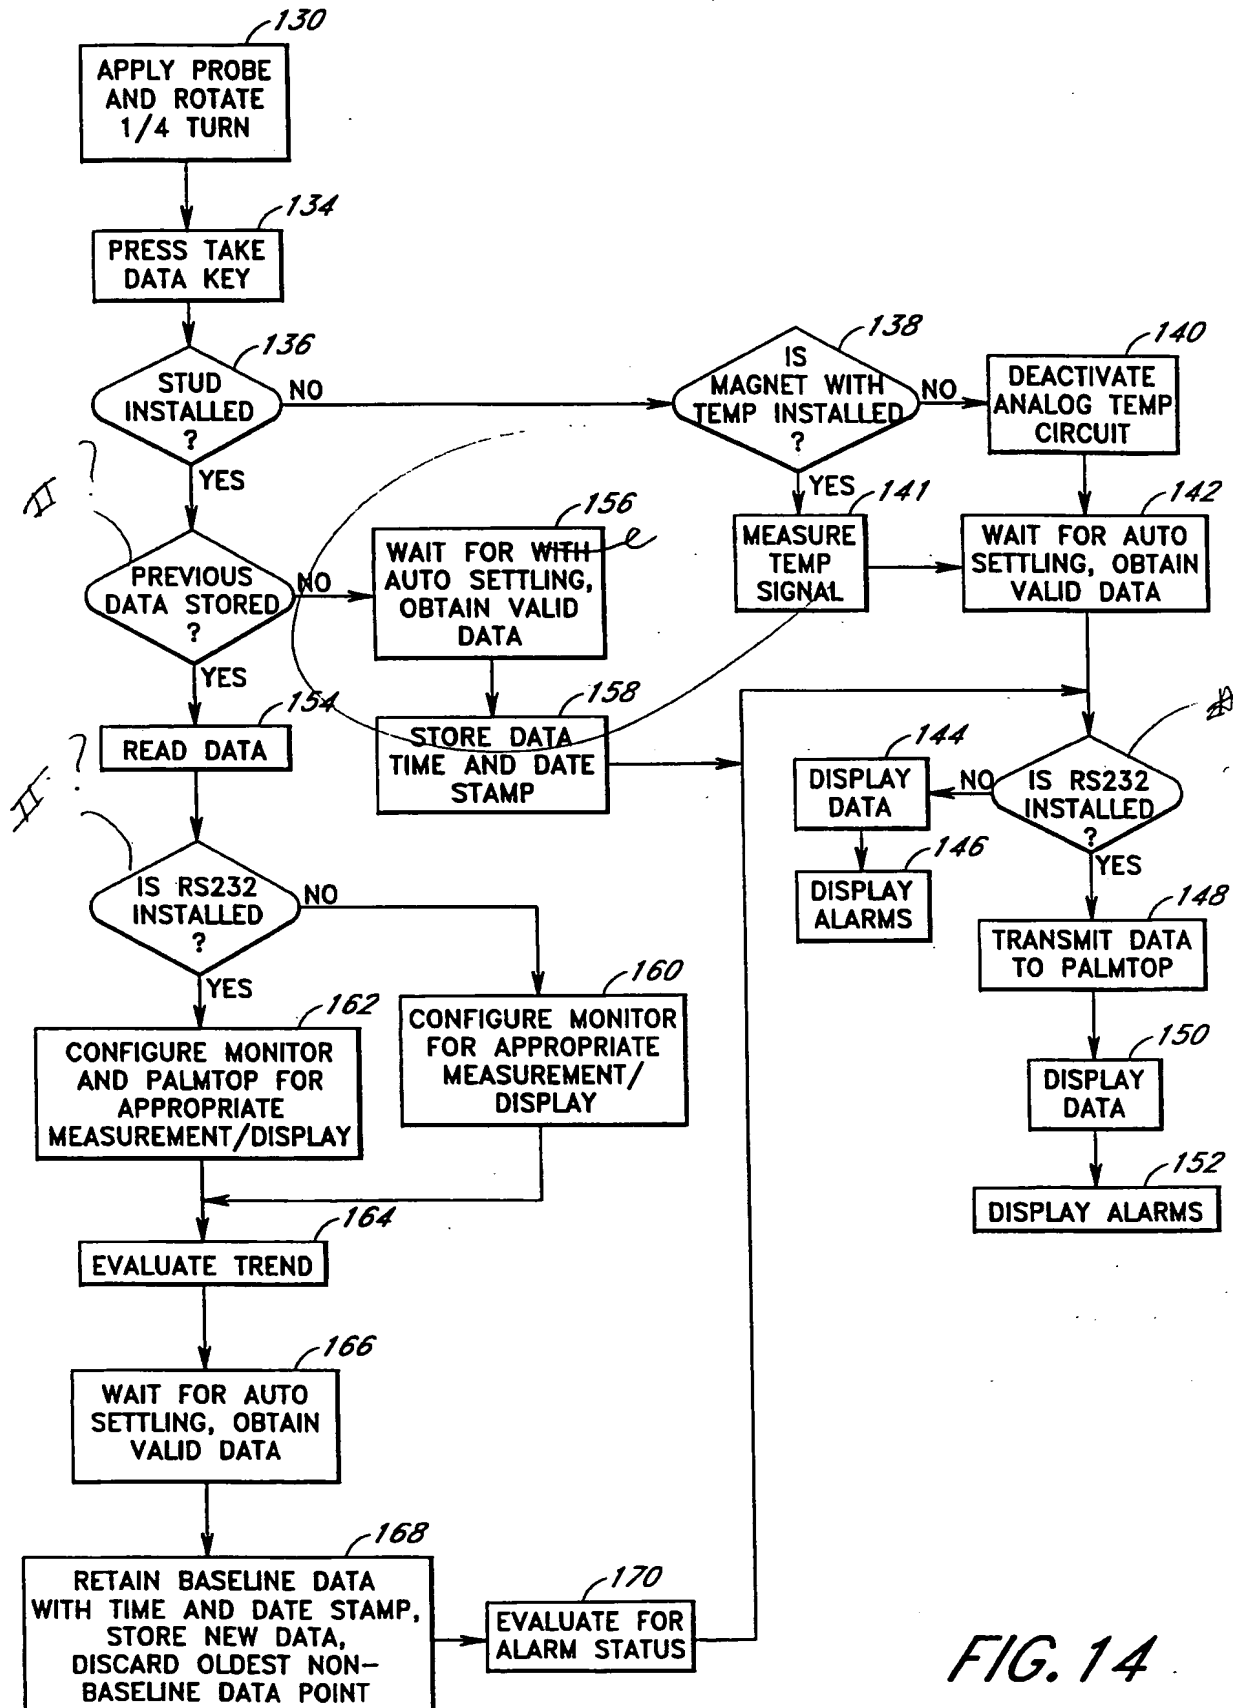 130
APPLY PROBE
AND ROTATE
1/4 TURN
134
PRESS TAKE
DATA KEY
136
STUD
INSTALLED
?
NO
YES
138
IS
MAGNET WITH
TEMP INSTALLED
?
NO
YES
140
DEACTIVATE
ANALOG TEMP
CIRCUIT
141
MEASURE
TEMP
SIGNAL
142
WAIT FOR AUTO
SETTLING, OBTAIN
VALID DATA
II ?
PREVIOUS
DATA STORED
?
NO
YES
156
WAIT FOR WITH
AUTO SETTLING,
OBTAIN VALID
DATA
158
STORE DATA
TIME AND DATE
STAMP
154
READ DATA
II ?
IS RS232
INSTALLED
?
NO
YES
144
DISPLAY
DATA
146
DISPLAY
ALARMS
IS RS232
INSTALLED
?
NO
YES
148
TRANSMIT DATA
TO PALMTOP
150
DISPLAY
DATA
152
DISPLAY ALARMS
160
CONFIGURE MONITOR
FOR APPROPRIATE
MEASUREMENT/
DISPLAY
162
CONFIGURE MONITOR
AND PALMTOP FOR
APPROPRIATE
MEASUREMENT/DISPLAY
164
EVALUATE TREND
166
WAIT FOR AUTO
SETTLING, OBTAIN
VALID DATA
168
RETAIN BASELINE DATA
WITH TIME AND DATE STAMP,
STORE NEW DATA,
DISCARD OLDEST NON-
BASELINE DATA POINT
170
EVALUATE FOR
ALARM STATUS
FIG. 14